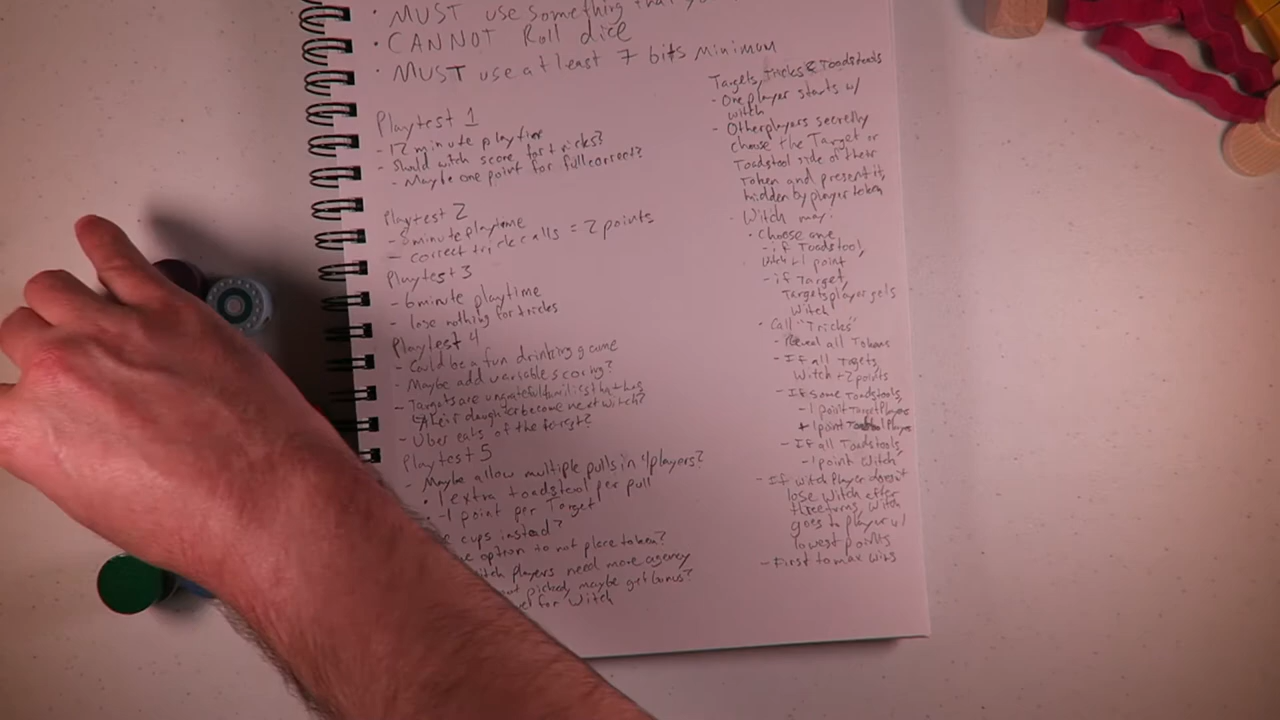 • MUST use something that
• CANNOT Roll dice
• MUST use at least 7 bits minimum
Playtest 1
- 12 minute playtime
- Should witch score for tricks?
- Maybe one point for full correct?
Playtest 2
- 5 minute playtime
- correct trick calls = 2 points
Playtest 3
- 6 minute playtime
- lose nothing for tricks
Playtest 4
- Could be a fun drinking game
- Maybe add variable scoring?
- Targets are ungrateful
their daughter become next witch?
- Uber eats of the forest?
Playtest 5
- Maybe allow multiple pulls in 4 players?
• 1 extra toadstool per pull
• -1 point per Target
cups instead?
option to not place token?
players need more agency
picked, maybe get bonus?
for Witch
Targets, Tricks & Toadstools
- One player starts w/
witch
- Other players secretly
choose the Target or
Toadstool side of their
Token and present it,
hidden by player token
- Witch may:
• Choose one,
- if Toadstool,
Witch +1 point
- if Target,
Targets player gets
Witch
• Call "Tricks"
- Reveal all Tokens
- If all Targets,
Witch +2 points
- If some Toadstools,
- 1 point Target Players
+ 1 point Players
- If all Toadstools,
- 1 point Witch
- If witch Player doesn't
lose Witch after
three turns, Witch
goes to player w/
lowest points
- First to max wins